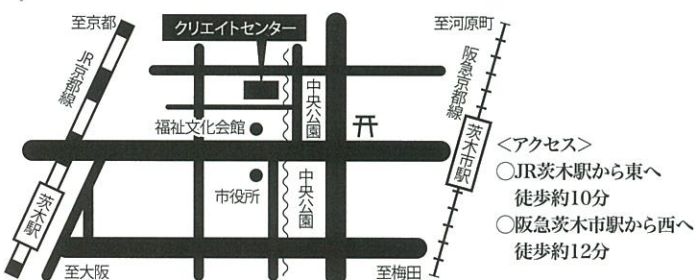 至京都
クリエイトセンター
至河原町
JR京都線
阪急京都線
中央公園
福祉文化会館
茨木市駅
市役所
中央公園
茨木駅
至大阪
至梅田
<アクセス>
○JR茨木駅から東へ
徒歩約10分
○阪急茨木市駅から西へ
徒歩約12分